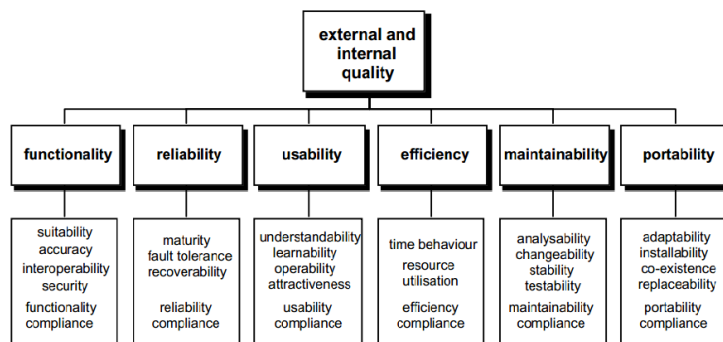 external and
internal
quality
functionality
reliability
usability
efficiency
maintainability
portability
suitability
accuracy
interoperability
security
functionality
compliance
maturity
fault tolerance
recoverability
reliability
compliance
understandability
learnability
operability
attractiveness
usability
compliance
time behaviour
resource
utilisation
efficiency
compliance
analysability
changeability
stability
testability
maintainability
compliance
adaptability
installability
co-existence
replaceability
portability
compliance